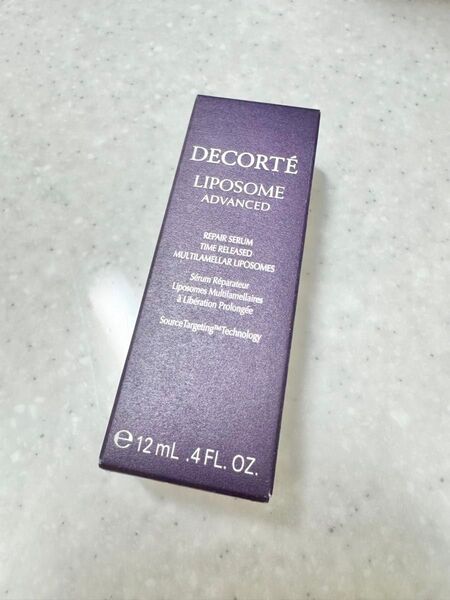 DECORTÉ
LIPOSOME
ADVANCED
REPAIR SERUM
TIME RELEASED
MULTILAMELLAR LIPOSOMES
Sérum Réparateur
Liposomes Multilamellaires
à Libération Prolongée
SourceTargeting™Technology
℮12 mL .4 FL. OZ.